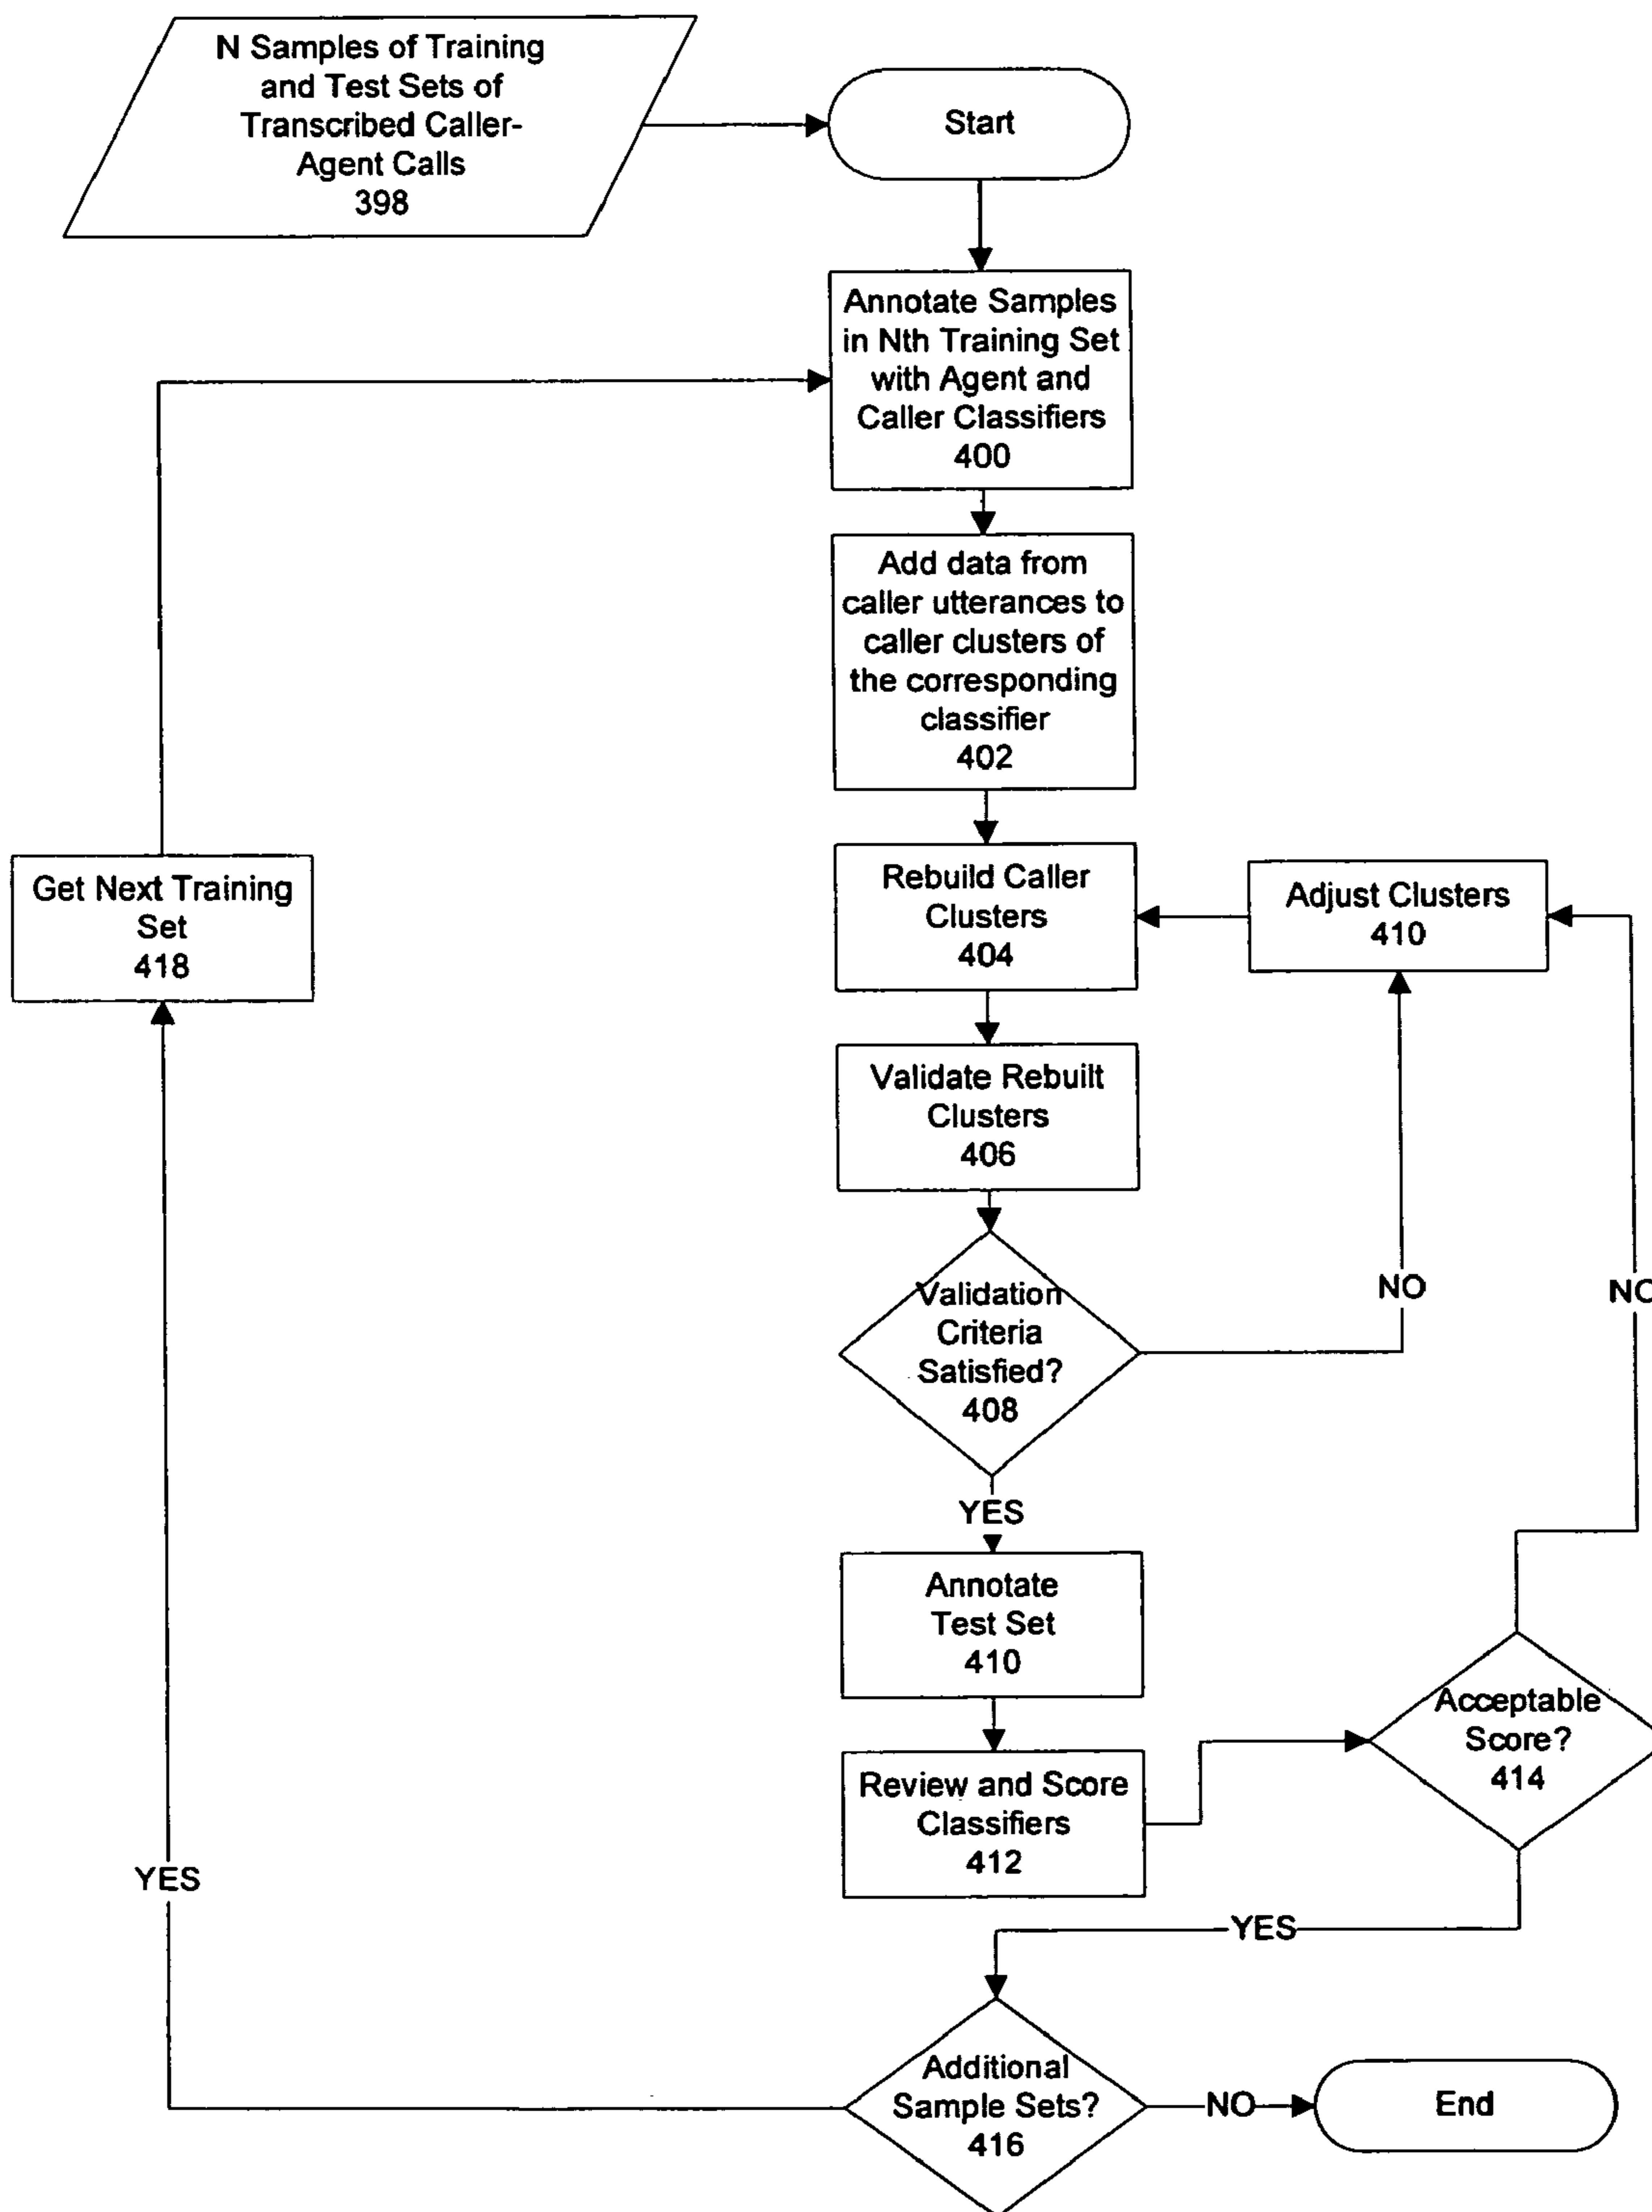 N Samples of Training
and Test Sets of
Transcribed Caller-
Agent Calls
398
Start
Annotate Samples
in Nth Training Set
with Agent and
Caller Classifiers
400
Add data from
caller utterances to
caller clusters of
the corresponding
classifier
402
Get Next Training
Set
418
Rebuild Caller
Clusters
404
Adjust Clusters
410
Validate Rebuilt
Clusters
406
Validation
Criteria
Satisfied?
408
NO
NO
YES
Annotate
Test Set
410
Acceptable
Score?
414
Review and Score
Classifiers
412
YES
YES
Additional
Sample Sets?
416
NO
End